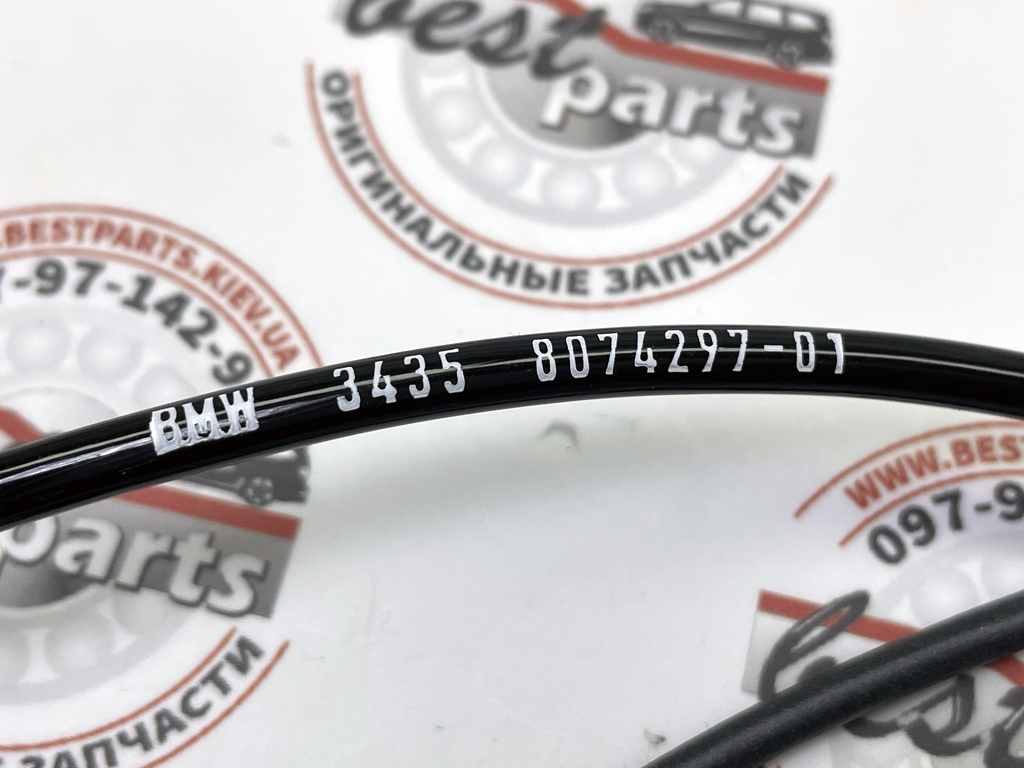 best
parts
ОРИГИНАЛЬНЫЕ ЗАПЧАСТИ
.BESTPARTS.KIEV.UA
-97-142-9
BMW 3435 8074297-01
parts
ЗАПЧАСТИ
WWW.BES
097-9
best